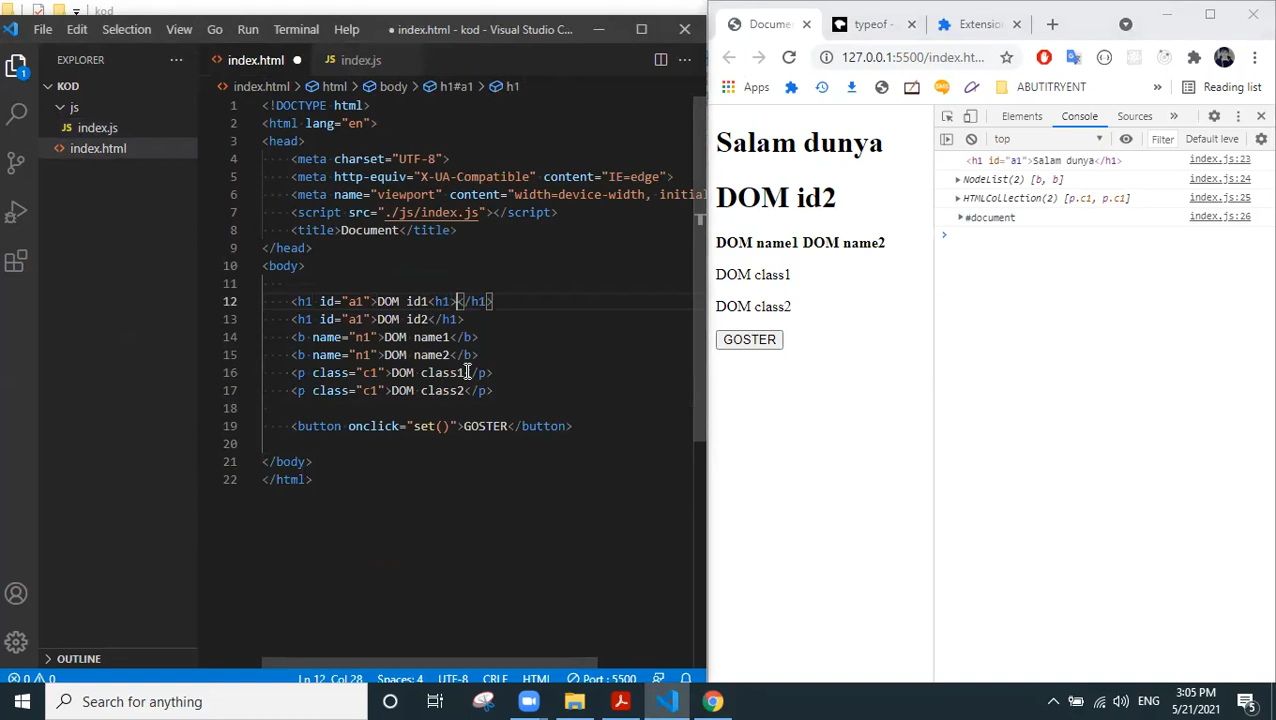 kod
File Edit Selection View Go Run Terminal Help ● index.html - kod - Visual Studio C...
EXPLORER ...
KOD
js
index.js
index.html
OUTLINE
1
index.html ●
index.js
index.html > html > body > h1#a1 > h1
1 <!DOCTYPE html>
2 <html lang="en">
3 <head>
4 <meta charset="UTF-8">
5 <meta http-equiv="X-UA-Compatible" content="IE=edge">
6 <meta name="viewport" content="width=device-width, initial
7 <script src="./js/index.js"></script>
8 <title>Document</title>
9 </head>
10 <body>
11
12 <h1 id="a1">DOM id1<h1></h1>
13 <h1 id="a1">DOM id2</h1>
14 <b name="n1">DOM name1</b>
15 <b name="n1">DOM name2</b>
16 <p class="c1">DOM class1</p>
17 <p class="c1">DOM class2</p>
18
19 <button onclick="set()">GOSTER</button>
20
21 </body>
22 </html>
0 0 Ln 12, Col 28 Spaces: 4 UTF-8 CRLF HTML Port : 5500
Docume
typeof -
Extension
127.0.0.1:5500/index.ht...
Apps
ABUTITRYENT
»
Reading list
Salam dunya
DOM id2
DOM name1 DOM name2
DOM class1
DOM class2
GOSTER
Elements Console Sources »
top Filter Default leve
<h1 id="a1">Salam dunya</h1> index.js:23
NodeList(2) [b, b] index.js:24
HTMLCollection(2) [p.c1, p.c1] index.js:25
#document index.js:26
Search for anything
ENG
3:05 PM
5/21/2021
5